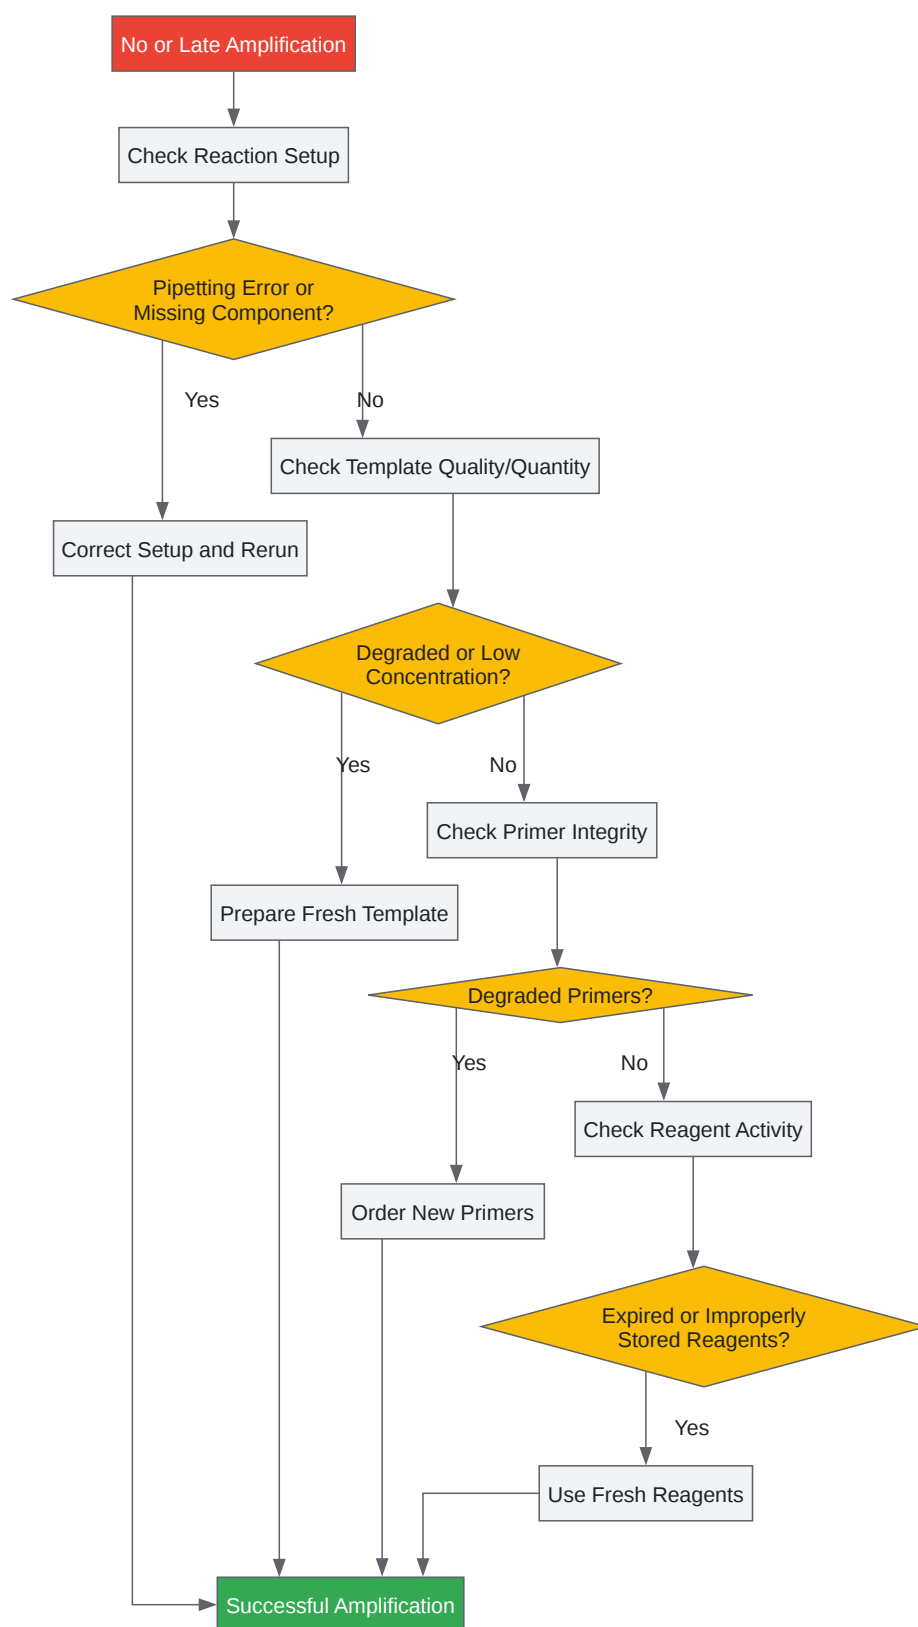 No or Late Amplification
Check Reaction Setup
Pipetting Error or
Missing Component?
Yes
No
Check Template Quality/Quantity
Correct Setup and Rerun
Degraded or Low
Concentration?
Yes
No
Check Primer Integrity
Prepare Fresh Template
Degraded Primers?
Yes
No
Check Reagent Activity
Order New Primers
Expired or Improperly
Stored Reagents?
Yes
Use Fresh Reagents
Successful Amplification